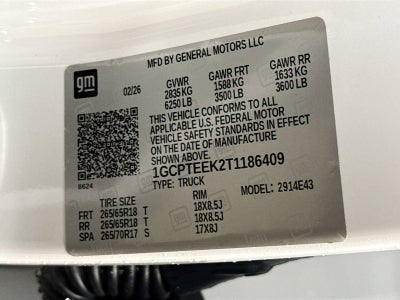 gm
MFD BY GENERAL MOTORS LLC
02/26
GVWR GAWR FRT GAWR RR
2835 KG 1588 KG 1633 KG
6250 LB 3500 LB 3600 LB
THIS VEHICLE CONFORMS TO ALL
APPLICABLE U.S. FEDERAL MOTOR
VEHICLE SAFETY STANDARDS IN EFFECT
ON THE DATE OF MANUFACTURE
SHOWN ABOVE.
8624
1GCPTEEK2T1186409
TYPE: TRUCK MODEL: 2914E43
TIRE SIZE RIM
FRT 265/65R18 T 18X8.5J
RR 265/65R18 T 18X8.5J
SPA 265/70R17 S 17X8J